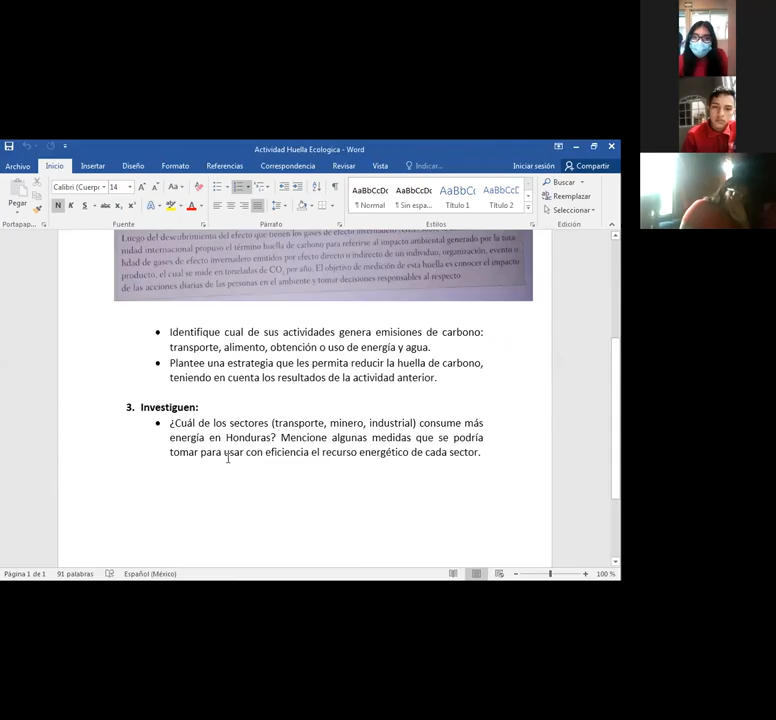 Actividad Huella Ecologica - Word
Archivo Inicio Insertar Diseño Formato Referencias Correspondencia Revisar Vista Indicar... Iniciar sesión Compartir
Pegar
Calibri (Cuerpo 14
AaBbCcDc AaBbCcDc AaBbCc AaBbCcD
¶ Normal ¶ Sin espa... Título 1 Título 2
Buscar
Reemplazar
Seleccionar
Portapap... Fuente Párrafo Estilos Edición
Luego del descubrimiento del efecto que tienen los gases de efecto invernadero
nidad internacional propuso el término huella de carbono para referirse al impacto ambiental generado por la tota
lidad de gases de efecto invernadero emitidos por efecto directo o indirecto de un individuo, organización, evento o
producto, el cual se mide en toneladas de CO₂ por año. El objetivo de medición de esta huella es conocer el impacto
de las acciones diarias de las personas en el ambiente y tomar decisiones responsables al respecto
• Identifique cual de sus actividades genera emisiones de carbono:
transporte, alimento, obtención o uso de energía y agua.
• Plantee una estrategia que les permita reducir la huella de carbono,
teniendo en cuenta los resultados de la actividad anterior.
3. Investiguen:
• ¿Cuál de los sectores (transporte, minero, industrial) consume más
energía en Honduras? Mencione algunas medidas que se podría
tomar para usar con eficiencia el recurso energético de cada sector.
Página 1 de 1 91 palabras Español (México) 100 %